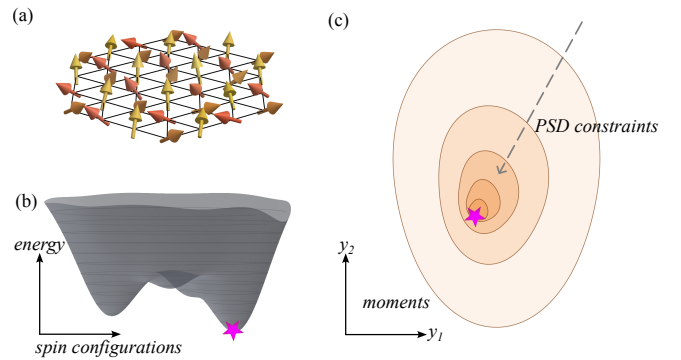 (a)
(b)
energy
spin configurations
(c)
PSD constraints
y2
moments
y1